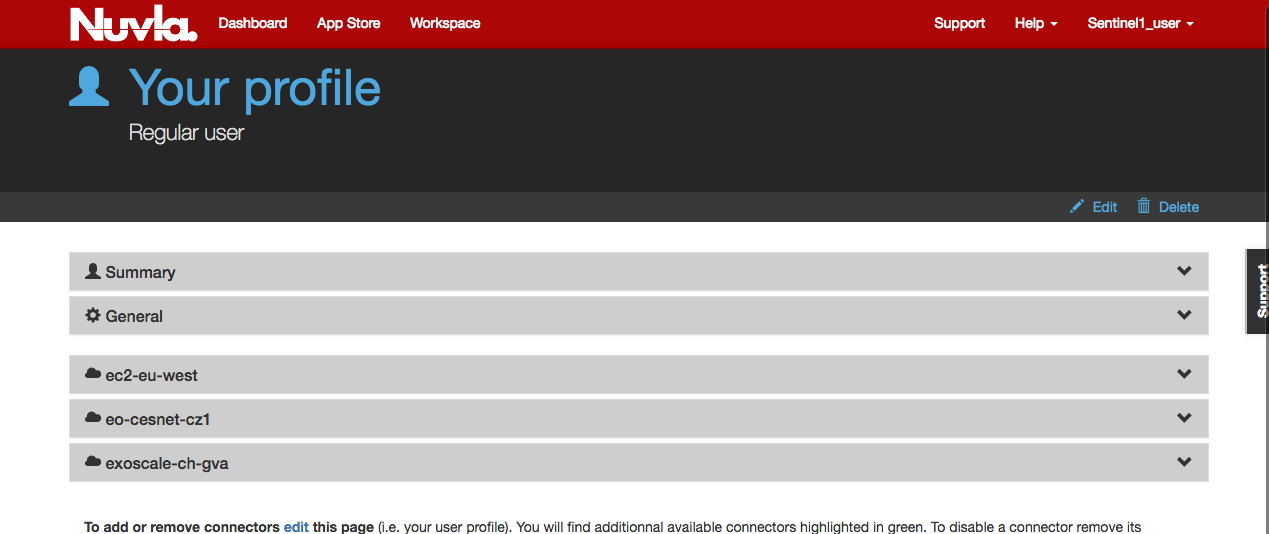 Nuvla. Dashboard App Store Workspace Support Help Sentinel1_user
Your profile
Regular user
Edit Delete
Summary
General
Support
ec2-eu-west
eo-cesnet-cz1
exoscale-ch-gva
To add or remove connectors edit this page (i.e. your user profile). You will find additionnal available connectors highlighted in green. To disable a connector remove its